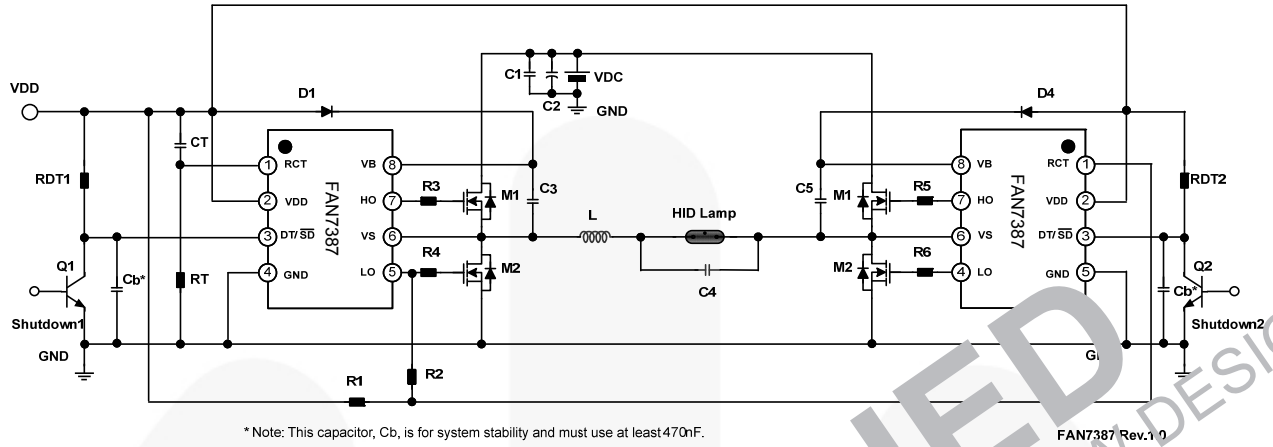 C1
C2
VDC
GND
VDD
D1
D4
CT
RDT1
1
RCT
VB
8
2
VDD
HO
7
3
DT/SD
VS
6
4
GND
LO
5
FAN7387
R3
M1
C3
R4
M2
L
HID Lamp
C4
C5
M1
R5
M2
R6
8
VB
RCT
1
7
HO
VDD
2
6
VS
DT/SD
3
4
LO
GND
5
FAN7387
RDT2
Q1
Cb*
RT
Shutdown1
GND
Q2
Cb*
Shutdown2
R1
R2
* Note: This capacitor, Cb, is for system stability and must use at least 470nF.
FAN7387 Rev.1.0